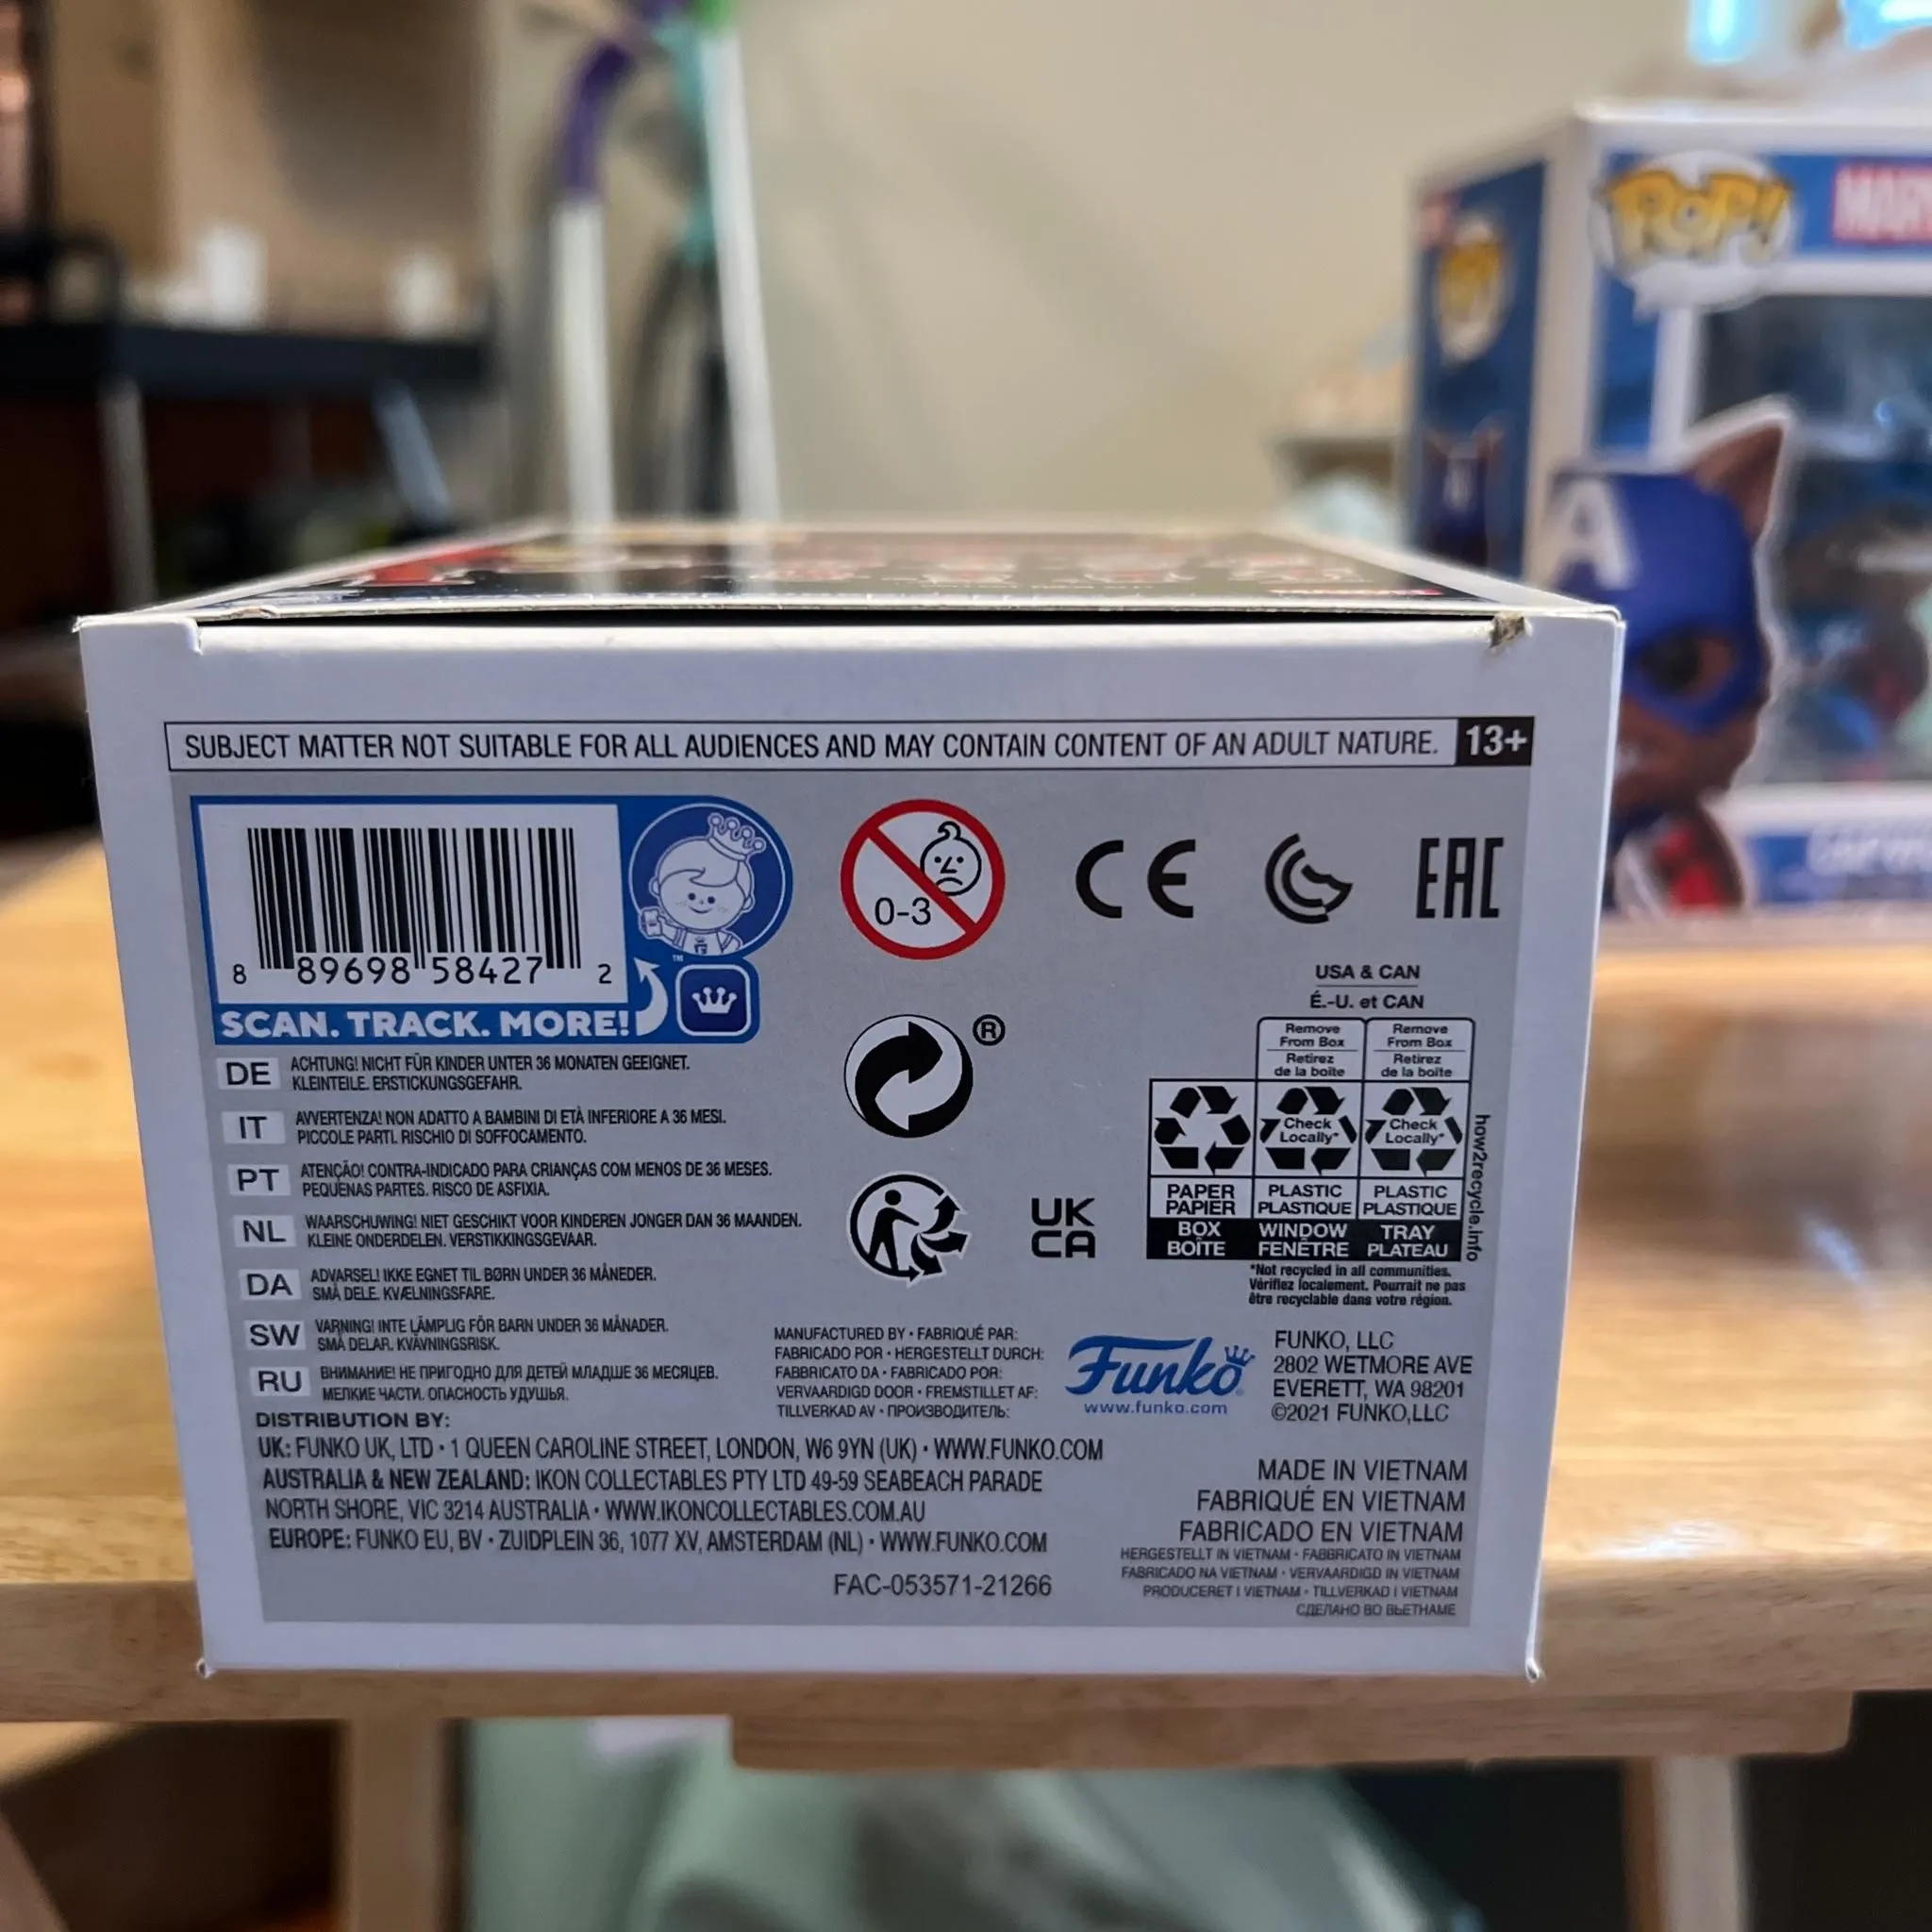 POP!
SUBJECT MATTER NOT SUITABLE FOR ALL AUDIENCES AND MAY CONTAIN CONTENT OF AN ADULT NATURE. 13+
A
8 89698 58427 2
™
SCAN. TRACK. MORE!
0-3
CE
EAC
USA & CAN
É.-U. et CAN
Remove From Box
Retirez de la boîte
Remove From Box
Retirez de la boîte
Check Locally*
Check Locally*
PAPER PAPIER
PLASTIC PLASTIQUE
PLASTIC PLASTIQUE
BOX BOÎTE
WINDOW FENÊTRE
TRAY PLATEAU
how2recycle.info
*Not recycled in all communities.
Vérifiez localement. Pourrait ne pas
être recyclable dans votre région.
®
UK
CA
DE ACHTUNG! NICHT FÜR KINDER UNTER 36 MONATEN GEEIGNET.
KLEINTEILE. ERSTICKUNGSGEFAHR.
IT AVVERTENZA! NON ADATTO A BAMBINI DI ETÀ INFERIORE A 36 MESI.
PICCOLE PARTI. RISCHIO DI SOFFOCAMENTO.
PT ATENÇÃO! CONTRA-INDICADO PARA CRIANÇAS COM MENOS DE 36 MESES.
PEQUENAS PARTES. RISCO DE ASFIXIA.
NL WAARSCHUWING! NIET GESCHIKT VOOR KINDEREN JONGER DAN 36 MAANDEN.
KLEINE ONDERDELEN. VERSTIKKINGSGEVAAR.
DA ADVARSEL! IKKE EGNET TIL BØRN UNDER 36 MÅNEDER.
SMÅ DELE. KVÆLNINGSFARE.
SW VARNING! INTE LÄMPLIG FÖR BARN UNDER 36 MÅNADER.
SMÅ DELAR. KVÄVNINGSRISK.
RU ВНИМАНИЕ! НЕ ПРИГОДНО ДЛЯ ДЕТЕЙ МЛАДШЕ 36 МЕСЯЦЕВ.
МЕЛКИЕ ЧАСТИ. ОПАСНОСТЬ УДУШЬЯ.
MANUFACTURED BY • FABRIQUÉ PAR:
FABRICADO POR • HERGESTELLT DURCH:
FABBRICATO DA • FABRICADO POR:
VERVAARDIGD DOOR • FREMSTILLET AF:
TILLVERKAD AV • ПРОИЗВОДИТЕЛЬ:
Funko
www.funko.com
FUNKO, LLC
2802 WETMORE AVE
EVERETT, WA 98201
©2021 FUNKO,LLC
DISTRIBUTION BY:
UK: FUNKO UK, LTD • 1 QUEEN CAROLINE STREET, LONDON, W6 9YN (UK) • WWW.FUNKO.COM
AUSTRALIA & NEW ZEALAND: IKON COLLECTABLES PTY LTD 49-59 SEABEACH PARADE
NORTH SHORE, VIC 3214 AUSTRALIA • WWW.IKONCOLLECTABLES.COM.AU
EUROPE: FUNKO EU, BV • ZUIDPLEIN 36, 1077 XV, AMSTERDAM (NL) • WWW.FUNKO.COM
FAC-053571-21266
MADE IN VIETNAM
FABRIQUÉ EN VIETNAM
FABRICADO EN VIETNAM
HERGESTELLT IN VIETNAM • FABBRICATO IN VIETNAM
FABRICADO NA VIETNAM • VERVAARDIGD IN VIETNAM
PRODUCERET I VIETNAM • TILLVERKAD I VIETNAM
СДЕЛАНО ВО ВЬЕТНАМЕ